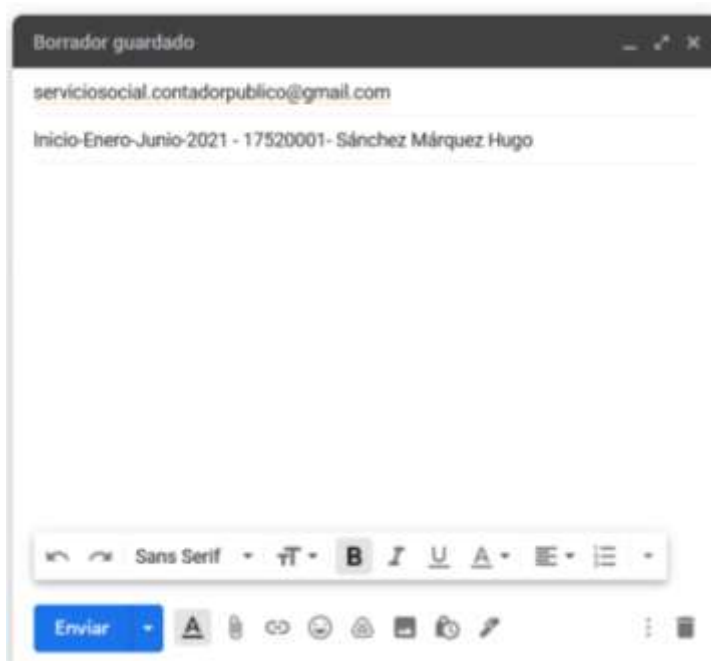 Borrador guardado
serviciosocial.contadorpublico@gmail.com
Inicio-Enero-Junio-2021 - 17520001- Sánchez Márquez Hugo
Sans Serif
Enviar